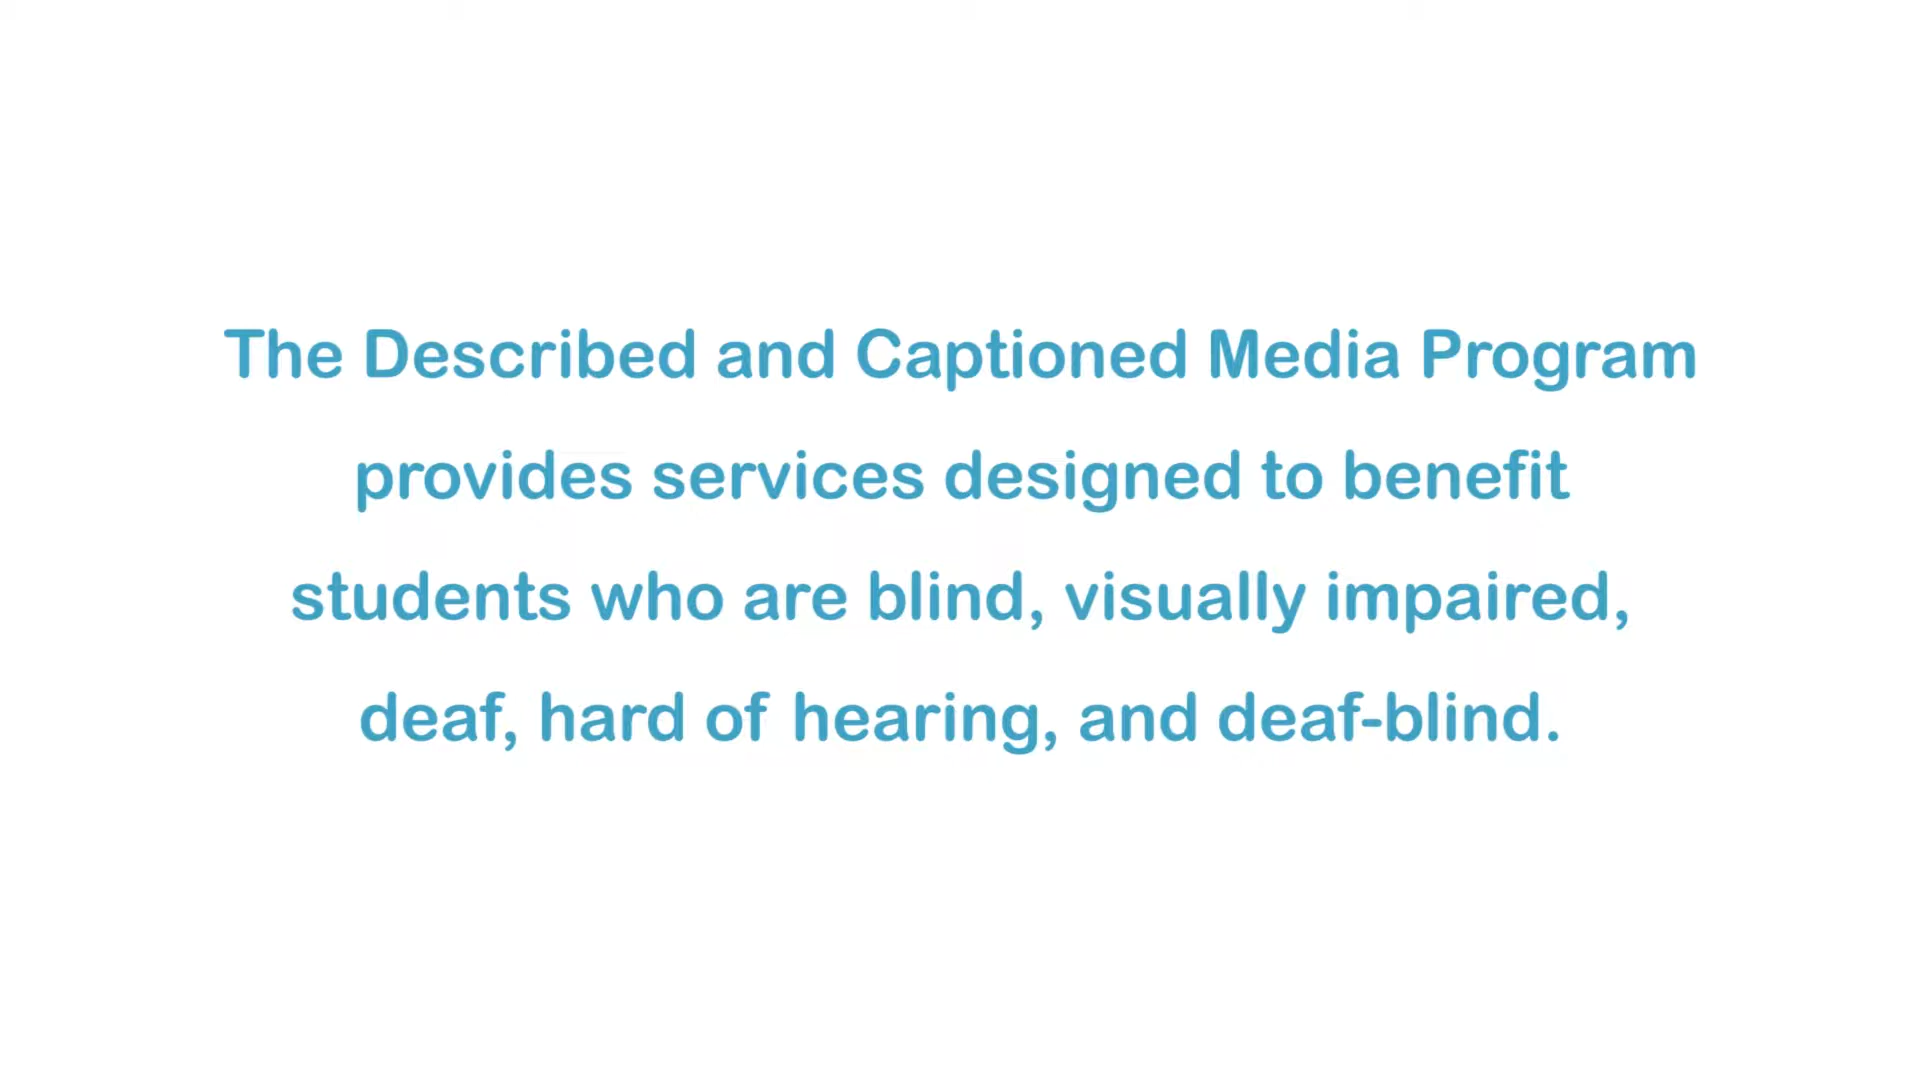 The Described and Captioned Media Program
provides services designed to benefit
students who are blind, visually impaired,
deaf, hard of hearing, and deaf-blind.